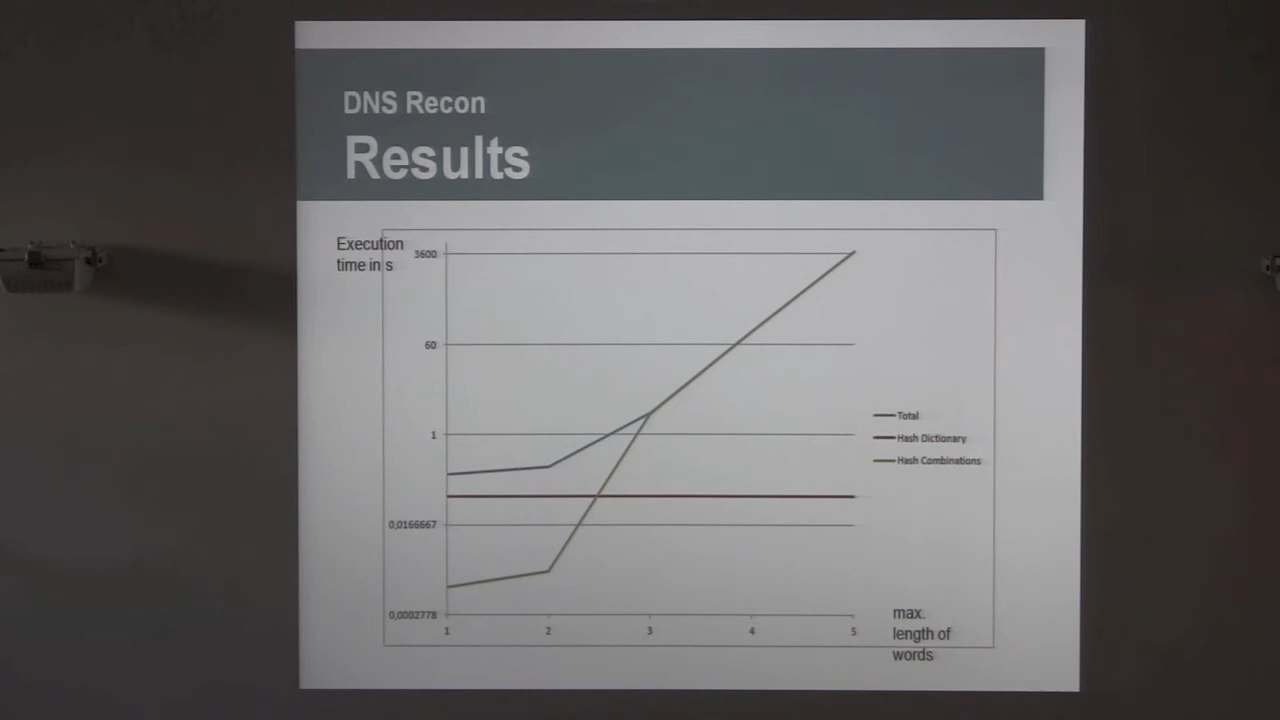 DNS Recon
Results
Execution
time in s
3600
60
1
0,0166667
0,0002778
1 2 3 4 5
max.
length of
words
Total
Hash Dictionary
Hash Combinations